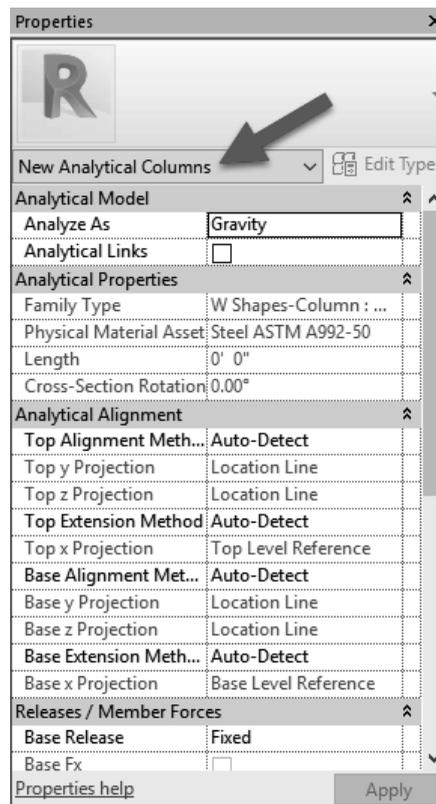 Properties
R
New Analytical Columns Edit Type
Analytical Model
Analyze As Gravity
Analytical Links
Analytical Properties
Family Type W Shapes-Column : ...
Physical Material Asset Steel ASTM A992-50
Length 0' 0"
Cross-Section Rotation 0.00°
Analytical Alignment
Top Alignment Meth... Auto-Detect
Top y Projection Location Line
Top z Projection Location Line
Top Extension Method Auto-Detect
Top x Projection Top Level Reference
Base Alignment Met... Auto-Detect
Base y Projection Location Line
Base z Projection Location Line
Base Extension Meth... Auto-Detect
Base x Projection Base Level Reference
Releases / Member Forces
Base Release Fixed
Base Fx
Properties help Apply